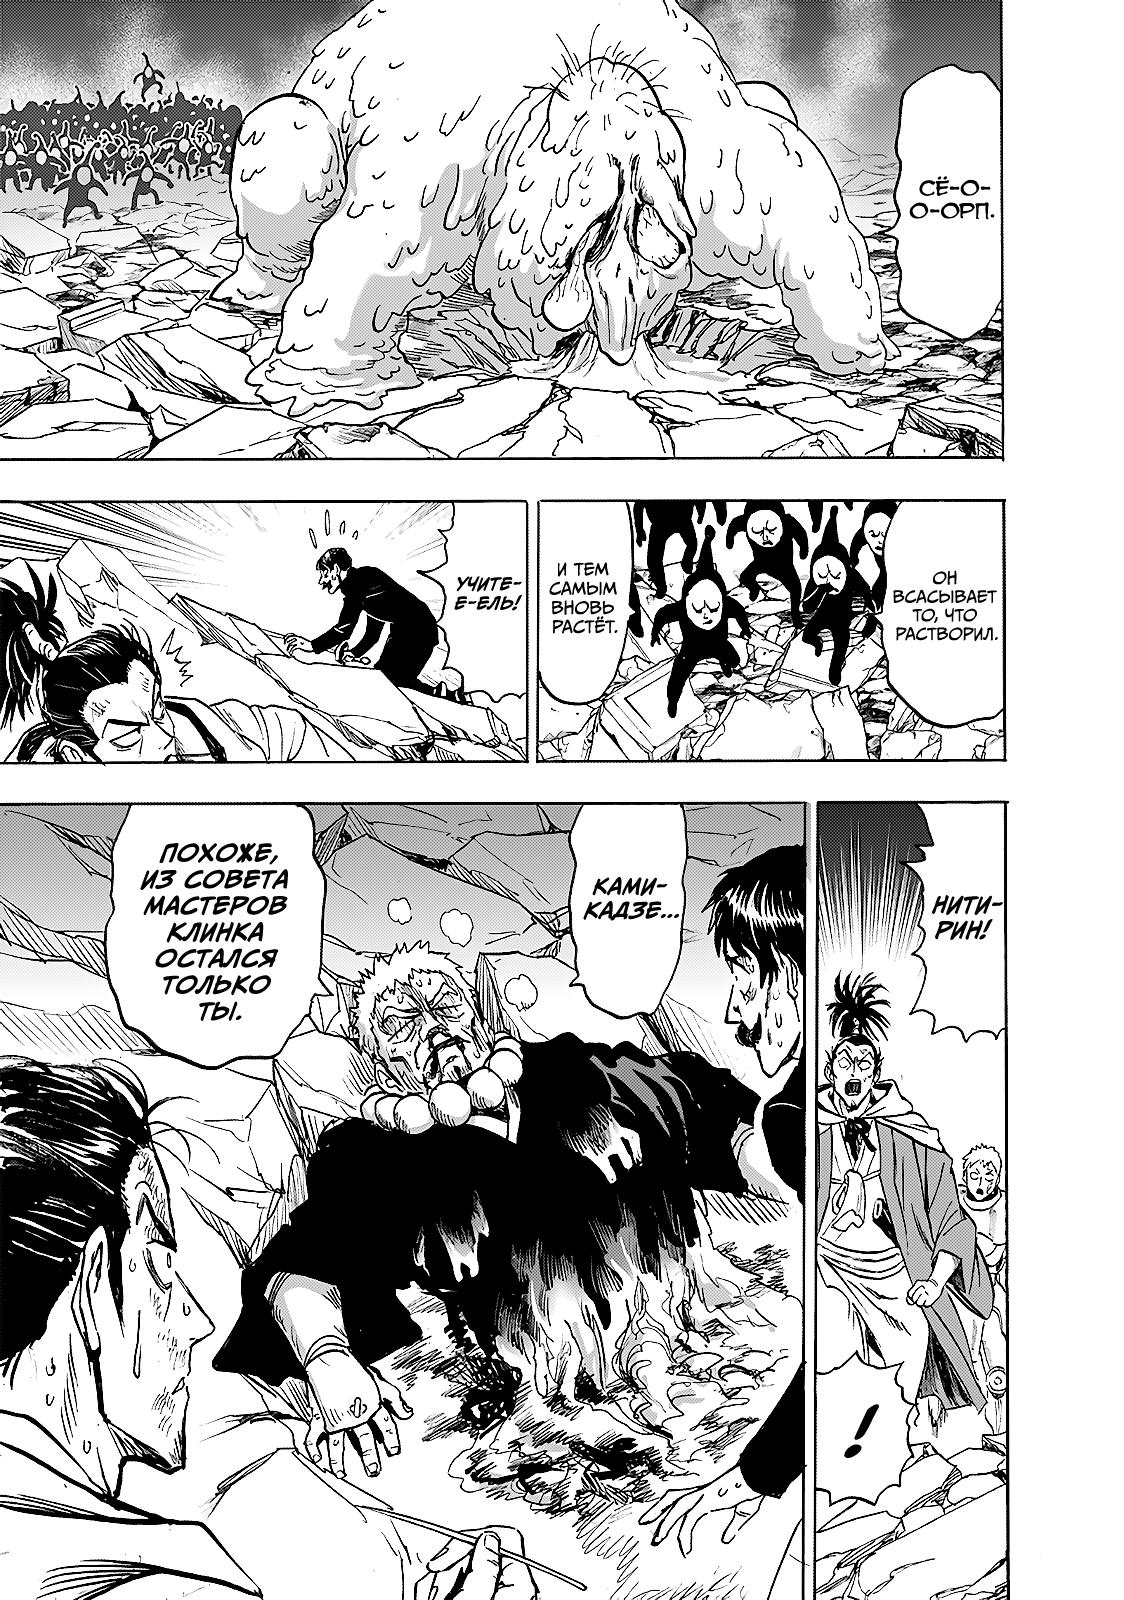 СЁ-О-
О-ОРП.
ОН
ВСАСЫВАЕТ
ТО, ЧТО
РАСТВОРИЛ.
И ТЕМ
САМЫМ
ВНОВЬ
РАСТЁТ.
УЧИТЕ-
Е-ЕЛЬ!
НИТИ-
РИН!
!
КАМИ-
КАДЗЕ...
ПОХОЖЕ,
ИЗ СОВЕТА
МАСТЕРОВ
КЛИНКА
ОСТАЛСЯ
ТОЛЬКО
ТЫ.